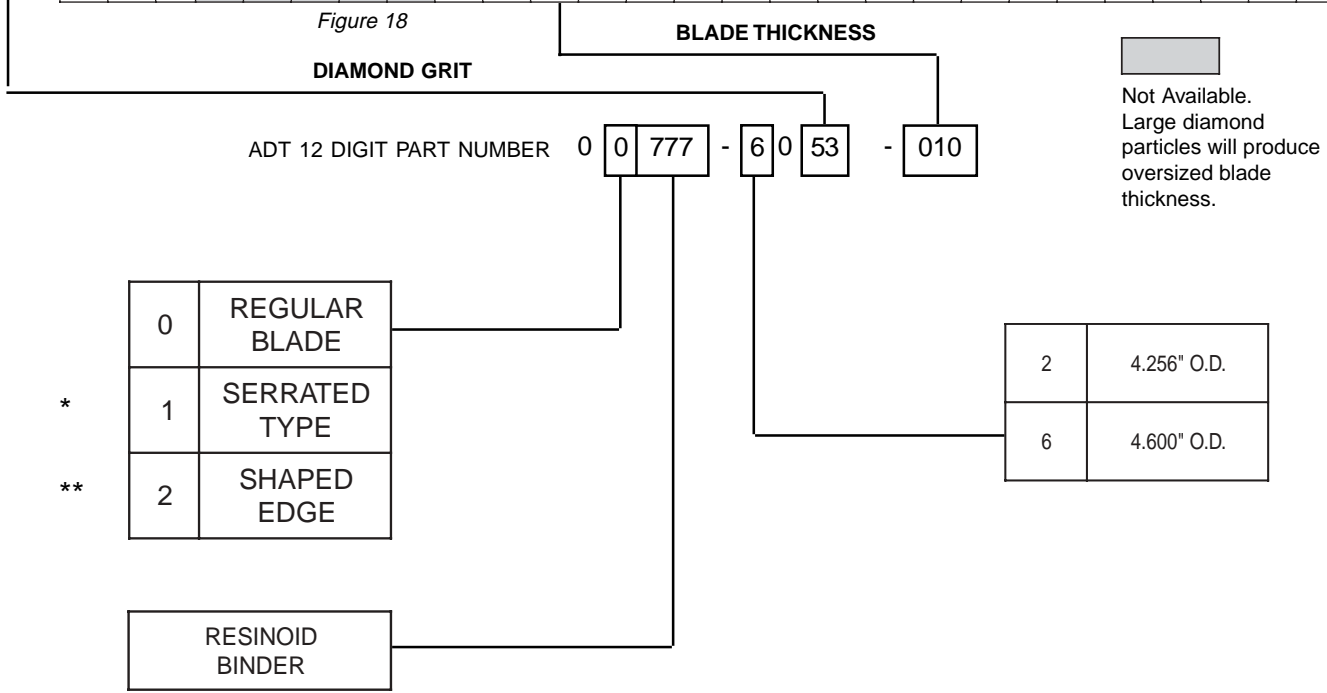 Figure 18
BLADE THICKNESS
DIAMOND GRIT
Not Available.
Large diamond
particles will produce
oversized blade
thickness.
ADT 12 DIGIT PART NUMBER 0 0 777 - 6 0 53 - 010
0 REGULAR
BLADE
* 1 SERRATED
TYPE
** 2 SHAPED
EDGE
2 4.256" O.D.
6 4.600" O.D.
RESINOID
BINDER